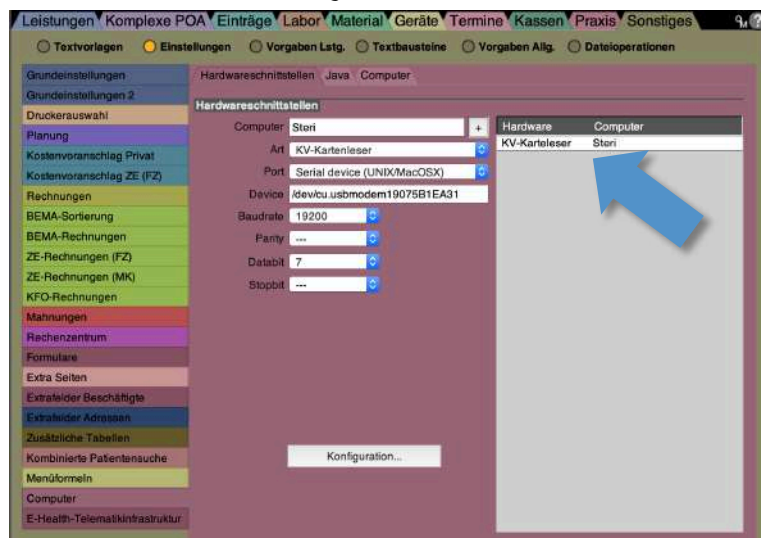 Leistungen Komplexe POA Einträge Labor Material Geräte Termine Kassen Praxis Sonstiges
Textvorlagen Einstellungen Vorgaben Lstg. Textbausteine Vorgaben Allg. Dateioperationen
Grundeinstellungen
Grundeinstellungen 2
Druckerauswahl
Planung
Kostenvoranschlag Privat
Kostenvoranschlag ZE (FZ)
Rechnungen
BEMA-Sortierung
BEMA-Rechnungen
ZE-Rechnungen (FZ)
ZE-Rechnungen (MK)
KFO-Rechnungen
Mahnungen
Rechenzentrum
Formulare
Extra Seiten
Extrafelder Beschäftigte
Extrafelder Adressen
Zusätzliche Tabellen
Kombinierte Patientensuche
Menüformeln
Computer
E-Health-Telematikinfrastruktur
Hardwareschnittstellen Java Computer
Hardwareschnittstellen
Computer Steri +
Art KV-Kartenleser
Port Serial device (UNIX/MacOSX)
Device /dev/cu.usbmodem19075B1EA31
Baudrate 19200
Parity ---
Databit 7
Stopbit ---
Konfiguration...
Hardware Computer
KV-Karteleser Steri